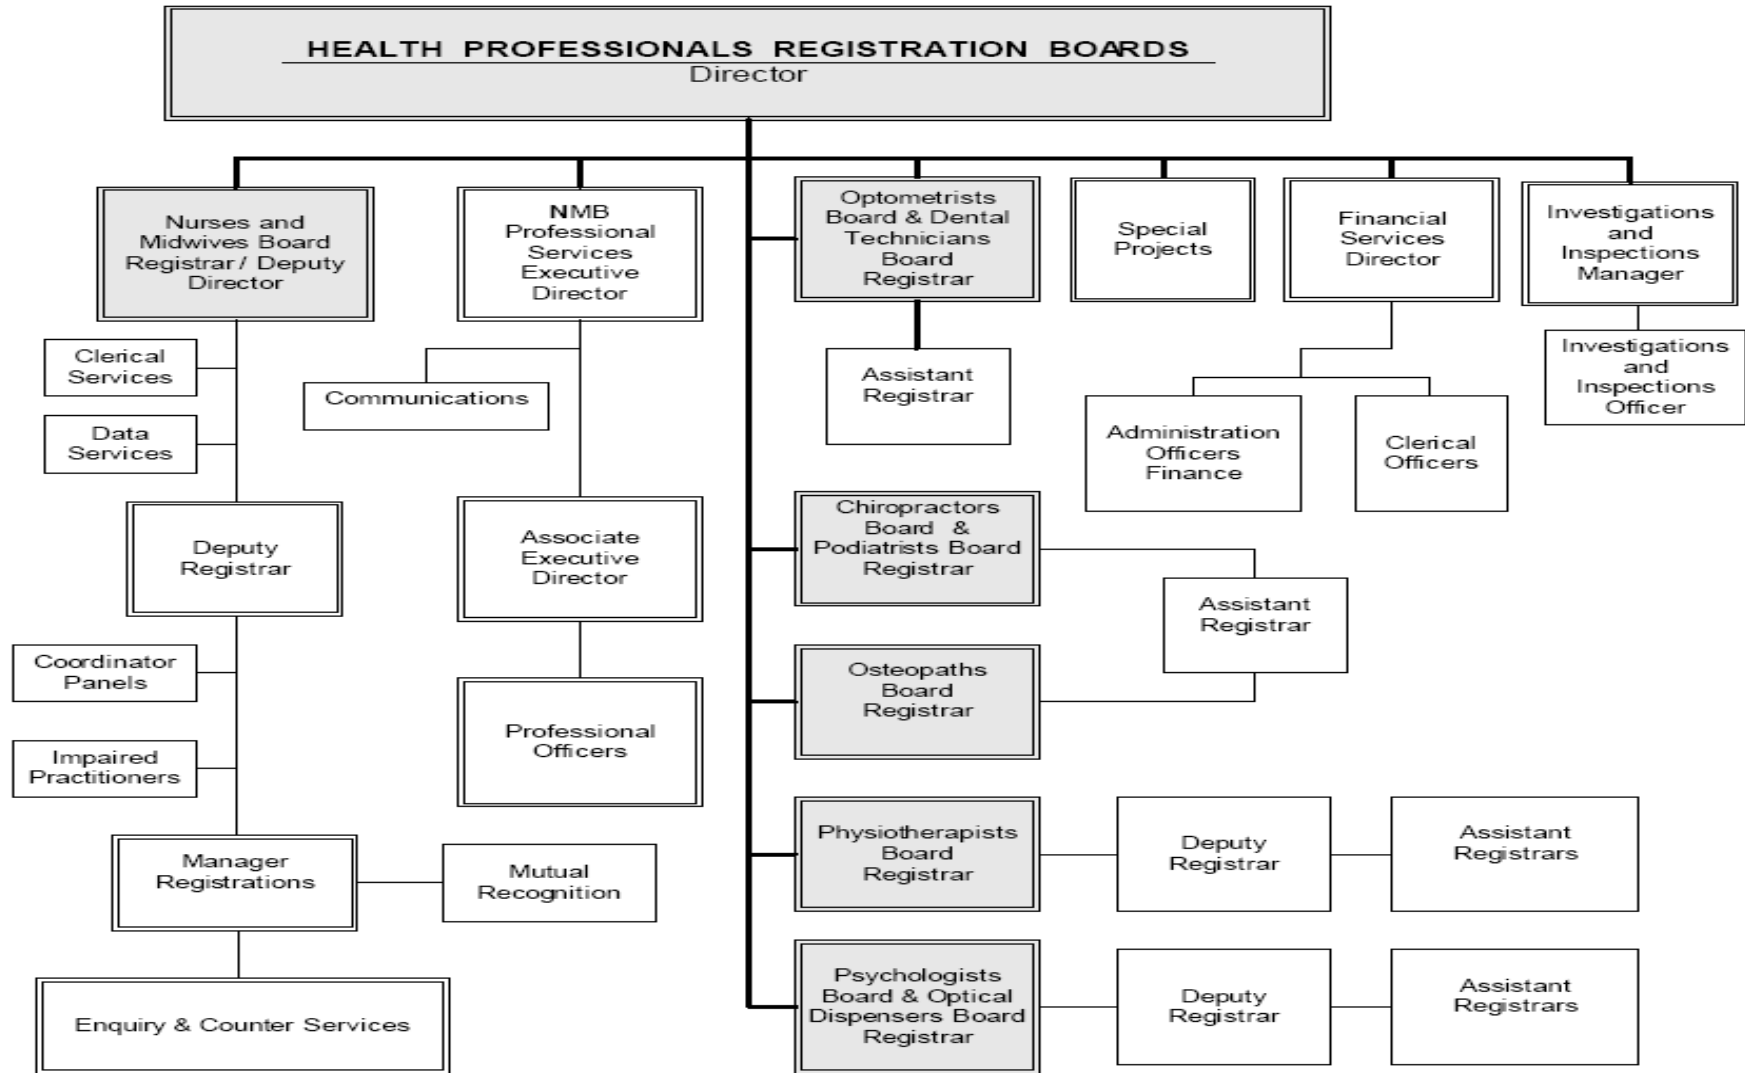 HEALTH PROFESSIONALS REGISTRATION BOARDS
Director
Nurses and
Midwives Board
Registrar / Deputy
Director
NMB
Professional
Services
Executive
Director
Optometrists
Board & Dental
Technicians
Board
Registrar
Special
Projects
Financial
Services
Director
Investigations
and
Inspections
Manager
Clerical
Services
Communications
Assistant
Registrar
Administration
Officers
Finance
Clerical
Officers
Investigations
and
Inspections
Officer
Data
Services
Deputy
Registrar
Associate
Executive
Director
Chiropractors
Board &
Podiatrists Board
Registrar
Assistant
Registrar
Coordinator
Panels
Osteopaths
Board
Registrar
Impaired
Practitioners
Professional
Officers
Manager
Registrations
Mutual
Recognition
Physiotherapists
Board
Registrar
Deputy
Registrar
Assistant
Registrars
Enquiry & Counter Services
Psychologists
Board & Optical
Dispensers Board
Registrar
Deputy
Registrar
Assistant
Registrars